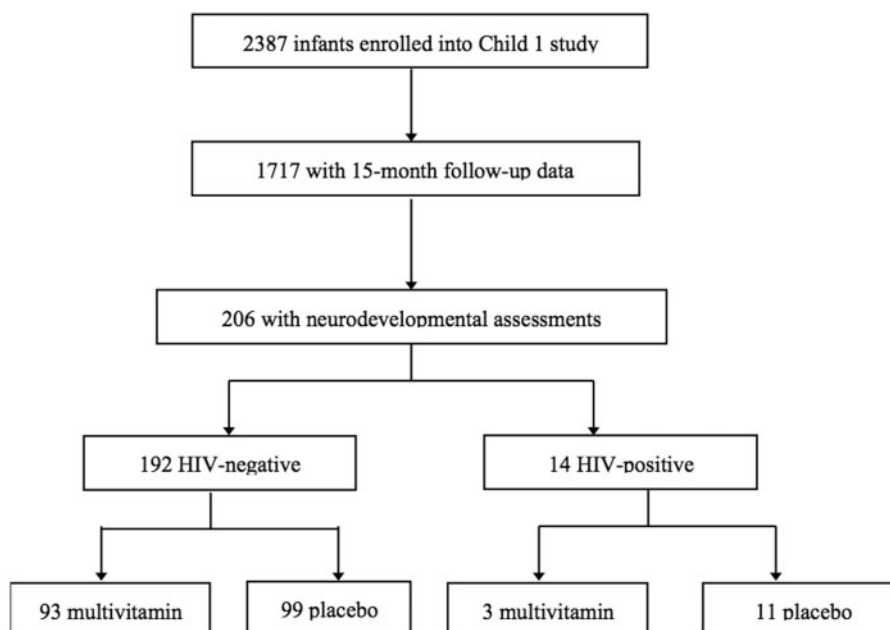 2387 infants enrolled into Child 1 study
1717 with 15-month follow-up data
206 with neurodevelopmental assessments
192 HIV-negative
14 HIV-positive
93 multivitamin
99 placebo
3 multivitamin
11 placebo